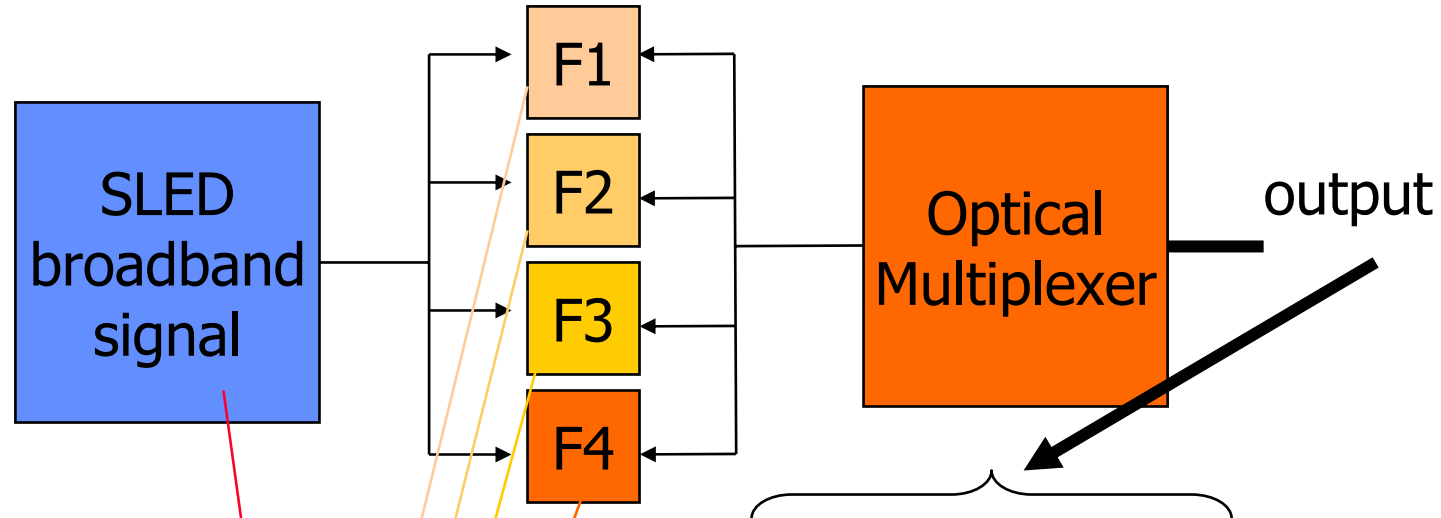 SLED
broadband
signal
F1
F2
F3
F4
Optical
Multiplexer
output